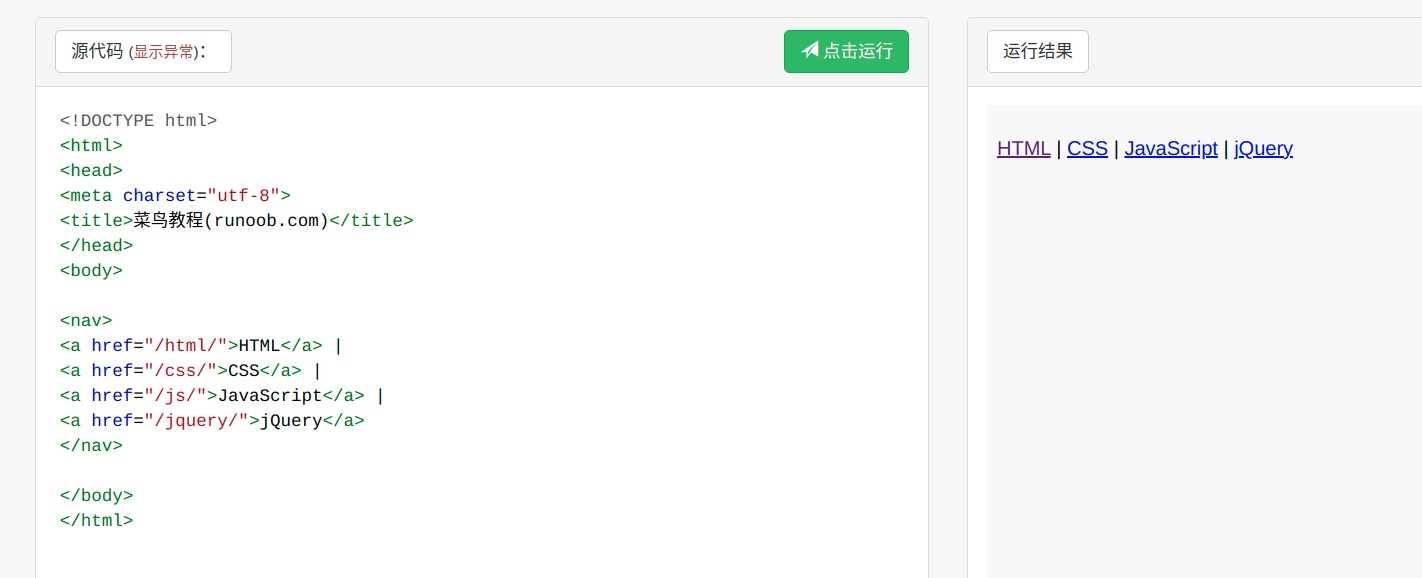 源代码 (显示异常):
点击运行
<!DOCTYPE html>
<html>
<head>
<meta charset="utf-8">
<title>菜鸟教程(runoob.com)</title>
</head>
<body>
<nav>
<a href="/html/">HTML</a> |
<a href="/css/">CSS</a> |
<a href="/js/">JavaScript</a> |
<a href="/jquery/">jQuery</a>
</nav>
</body>
</html>
运行结果
HTML | CSS | JavaScript | jQuery